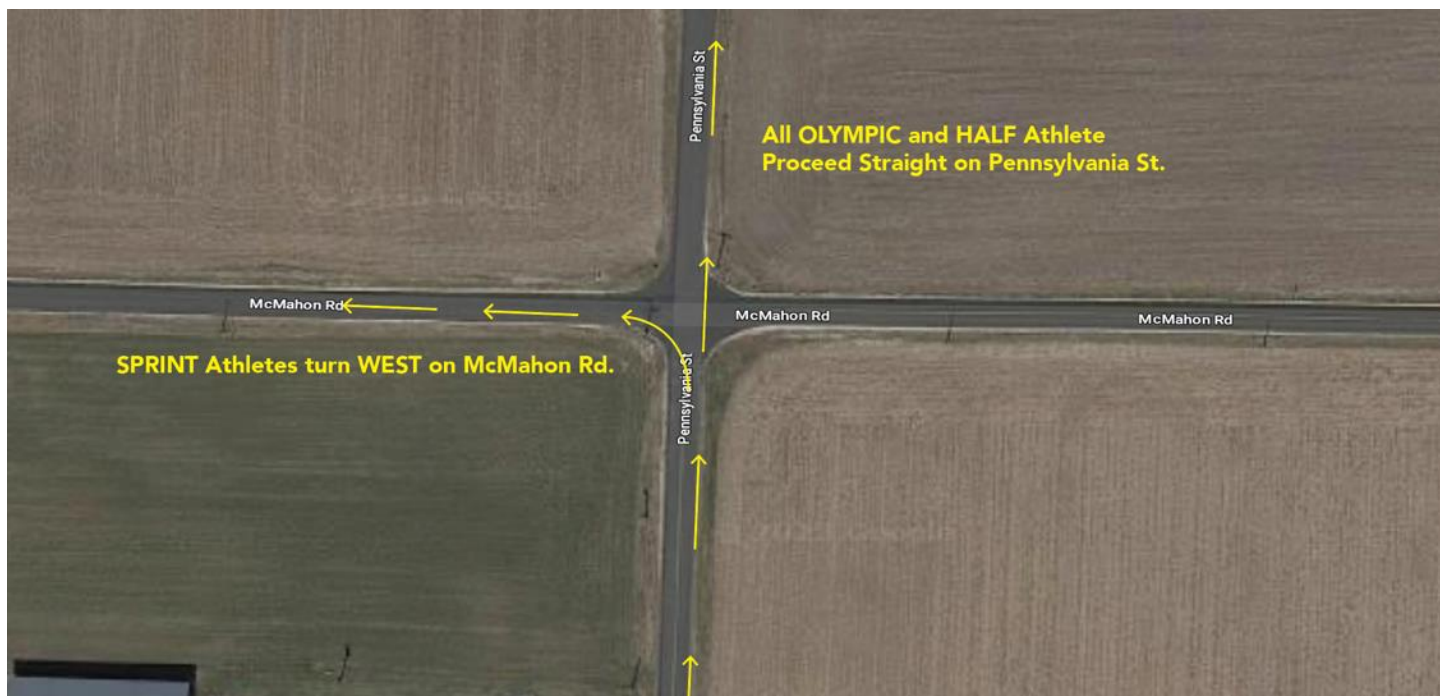 Pennsylvania St
All OLYMPIC and HALF Athlete
Proceed Straight on Pennsylvania St.
McMahon Rd
McMahon Rd
McMahon Rd
SPRINT Athletes turn WEST on McMahon Rd.
Pennsylvania St